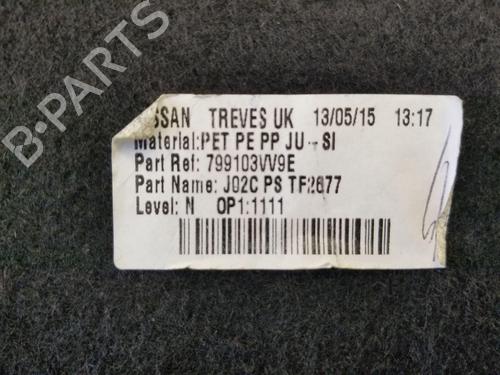 SSAN TREVES UK 13/05/15 13:17
Material:PET PE PP JU--SI
Part Ref: 799103VV9E
Part Name: J02C PS TF2677
Level: N OP1:1111
B-PARTS